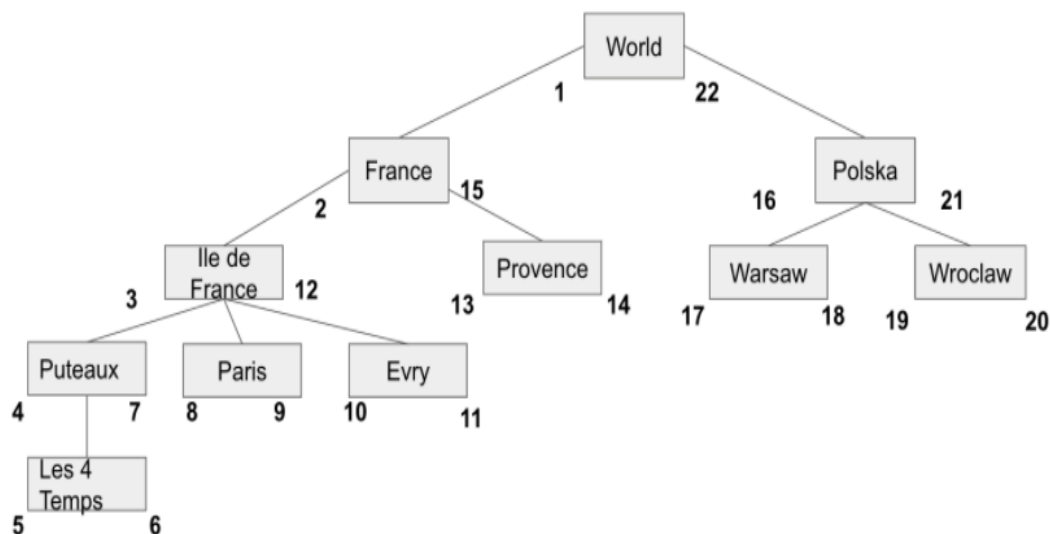 World
1
22
France
Polska
15
2
16
21
Ile de
France
Provence
Warsaw
Wroclaw
3
12
13
14
17
18
19
20
Puteaux
Paris
Evry
4
7
8
9
10
11
Les 4
Temps
5
6